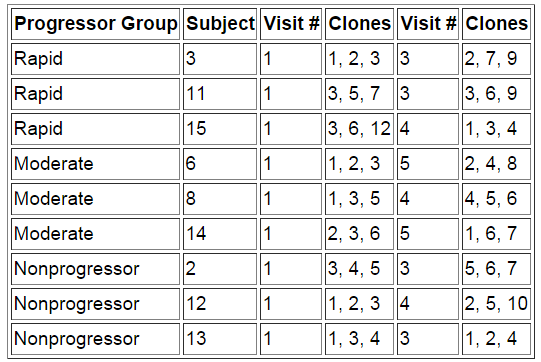 Progressor Group Subject Visit # Clones Visit # Clones
Rapid 3 1 1, 2, 3 3 2, 7, 9
Rapid 11 1 3, 5, 7 3 3, 6, 9
Rapid 15 1 3, 6, 12 4 1, 3, 4
Moderate 6 1 1, 2, 3 5 2, 4, 8
Moderate 8 1 1, 3, 5 4 4, 5, 6
Moderate 14 1 2, 3, 6 5 1, 6, 7
Nonprogressor 2 1 3, 4, 5 3 5, 6, 7
Nonprogressor 12 1 1, 2, 3 4 2, 5, 10
Nonprogressor 13 1 1, 3, 4 3 1, 2, 4